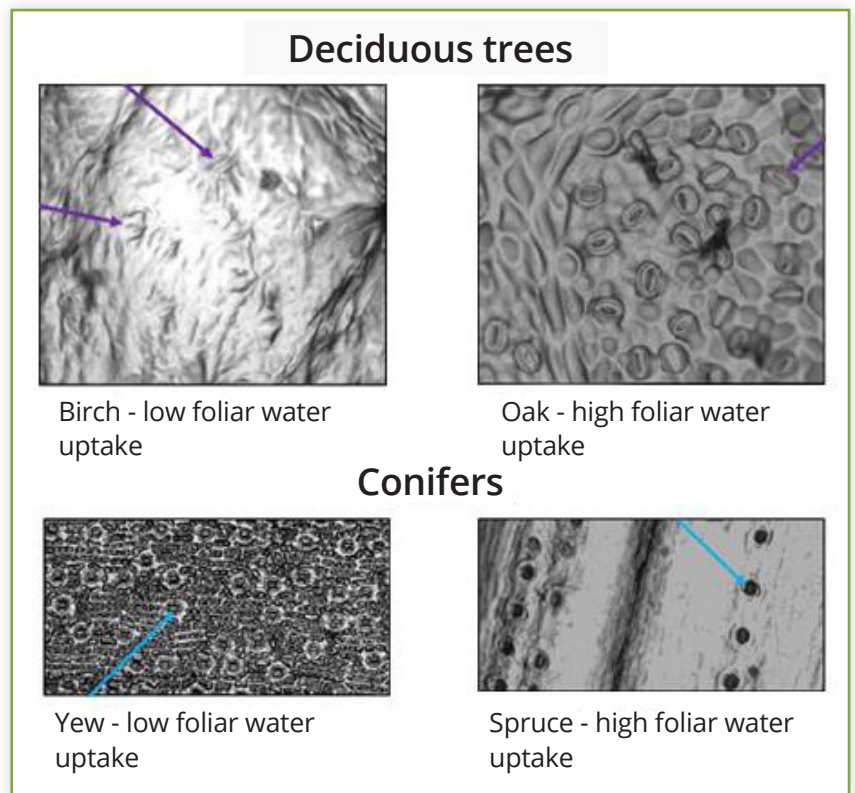 Deciduous trees
Birch - low foliar water
uptake
Oak - high foliar water
uptake
Conifers
Yew - low foliar water
uptake
Spruce - high foliar water
uptake